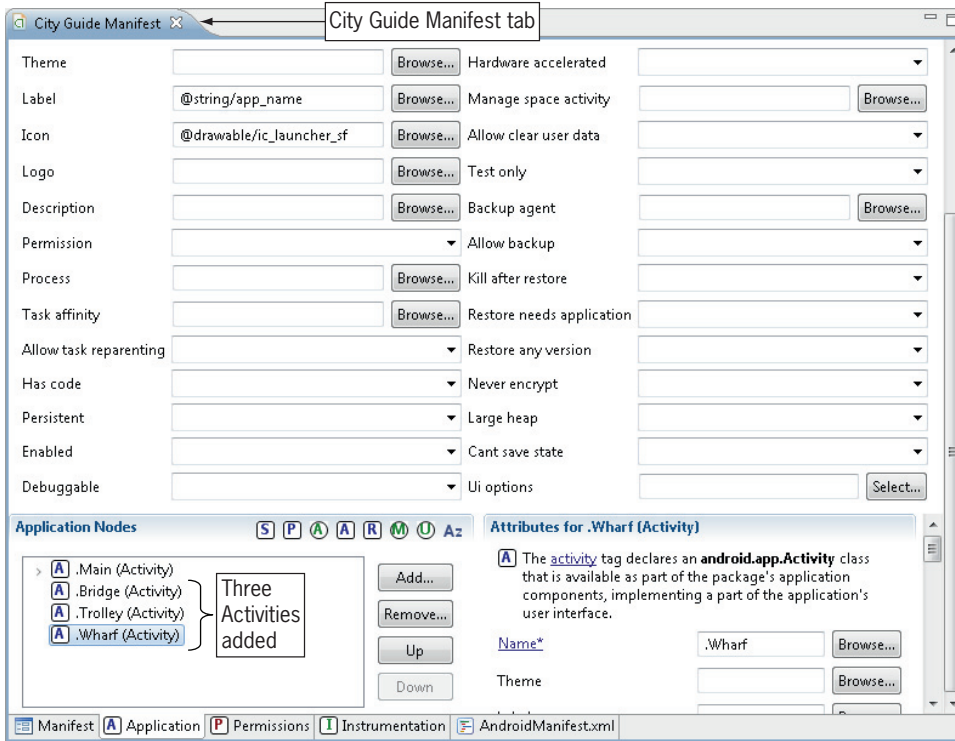 City Guide Manifest
City Guide Manifest tab
Theme Browse... Hardware accelerated
Label @string/app_name Browse... Manage space activity Browse...
Icon @drawable/ic_launcher_sf Browse... Allow clear user data
Logo Browse... Test only
Description Browse... Backup agent Browse...
Permission Allow backup
Process Browse... Kill after restore
Task affinity Browse... Restore needs application
Allow task reparenting Restore any version
Has code Never encrypt
Persistent Large heap
Enabled Cant save state
Debuggable Ui options Select...
Application Nodes S P A A R M U Az
A .Main (Activity)
A .Bridge (Activity)
A .Trolley (Activity)
A .Wharf (Activity)
Three
Activities
added
Add...
Remove...
Up
Down
Attributes for .Wharf (Activity)
A The activity tag declares an android.app.Activity class
that is available as part of the package's application
components, implementing a part of the application's
user interface.
Name* .Wharf Browse...
Theme Browse...
Manifest A Application P Permissions I Instrumentation AndroidManifest.xml